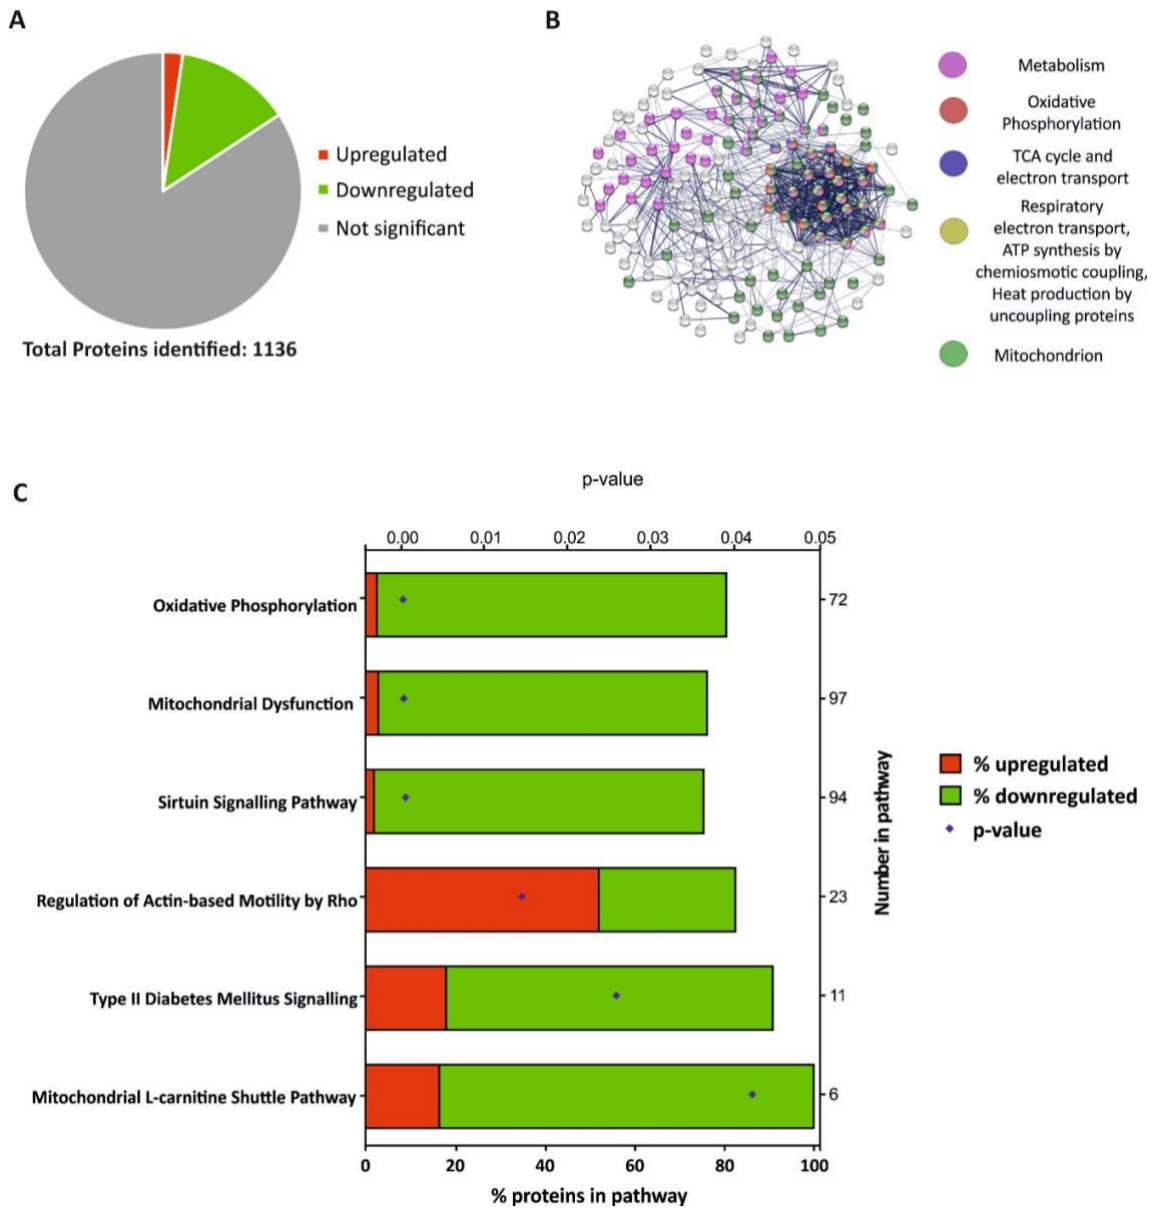 A
Upregulated
Downregulated
Not significant
Total Proteins identified: 1136
B
Metabolism
Oxidative
Phosphorylation
TCA cycle and
electron transport
Respiratory
electron transport,
ATP synthesis by
chemiosmotic coupling,
Heat production by
uncoupling proteins
Mitochondrion
C
p-value
0.00 0.01 0.02 0.03 0.04 0.05
Oxidative Phosphorylation 72
Mitochondrial Dysfunction 97
Sirtuin Signalling Pathway 94
Regulation of Actin-based Motility by Rho 23
Type II Diabetes Mellitus Signalling 11
Mitochondrial L-carnitine Shuttle Pathway 6
0 20 40 60 80 100
% proteins in pathway
Number in pathway
% upregulated
% downregulated
p-value